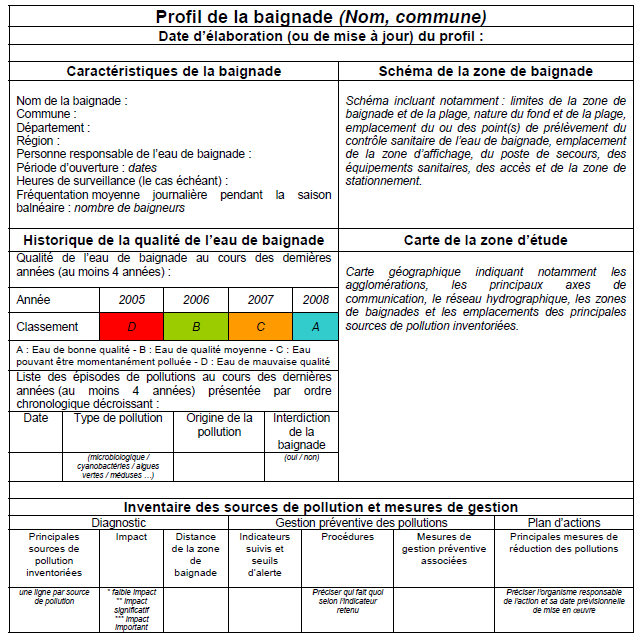 Profil de la baignade (Nom, commune)
Date d'élaboration (ou de mise à jour) du profil :
Caractéristiques de la baignade
Nom de la baignade :
Commune :
Département :
Région :
Personne responsable de l'eau de baignade :
Période d'ouverture : dates
Heures de surveillance (le cas échéant) :
Fréquentation moyenne journalière pendant la saison
balnéaire : nombre de baigneurs
Schéma de la zone de baignade
Schéma incluant notamment : limites de la zone de
baignade et de la plage, nature du fond et de la plage,
emplacement du ou des point(s) de prélèvement du
contrôle sanitaire de l'eau de baignade, emplacement
de la zone d'affichage, du poste de secours, des
équipements sanitaires, des accès et de la zone de
stationnement.
Historique de la qualité de l'eau de baignade
Qualité de l'eau de baignade au cours des dernières
années (au moins 4 années) :
Année 2005 2006 2007 2008
Classement D B C A
A : Eau de bonne qualité - B : Eau de qualité moyenne - C : Eau
pouvant être momentanément polluée - D : Eau de mauvaise qualité
Liste des épisodes de pollutions au cours des dernières
années (au moins 4 années) présentée par ordre
chronologique décroissant :
Date
Type de pollution
Origine de la
pollution
Interdiction
de la
baignade
(microbiologique /
cyanobactéries / algues
vertes / méduses ...)
(oui / non)
Carte de la zone d'étude
Carte géographique indiquant notamment les
agglomérations, les principaux axes de
communication, le réseau hydrographique, les zones
de baignades et les emplacements des principales
sources de pollution inventoriées.
Inventaire des sources de pollution et mesures de gestion
Diagnostic
Gestion préventive des pollutions
Plan d'actions
Principales
sources de
pollution
inventoriées
Impact
Distance
de la zone
de
baignade
Indicateurs
suivis et
seuils
d'alerte
Procédures
Mesures de
gestion préventive
associées
Principales mesures de
réduction des pollutions
une ligne par source
de pollution
* faible impact
** impact
significatif
*** impact
important
Préciser qui fait quoi
selon l'indicateur
retenu
Préciser l'organisme responsable
de l'action et sa date prévisionnelle
de mise en œuvre